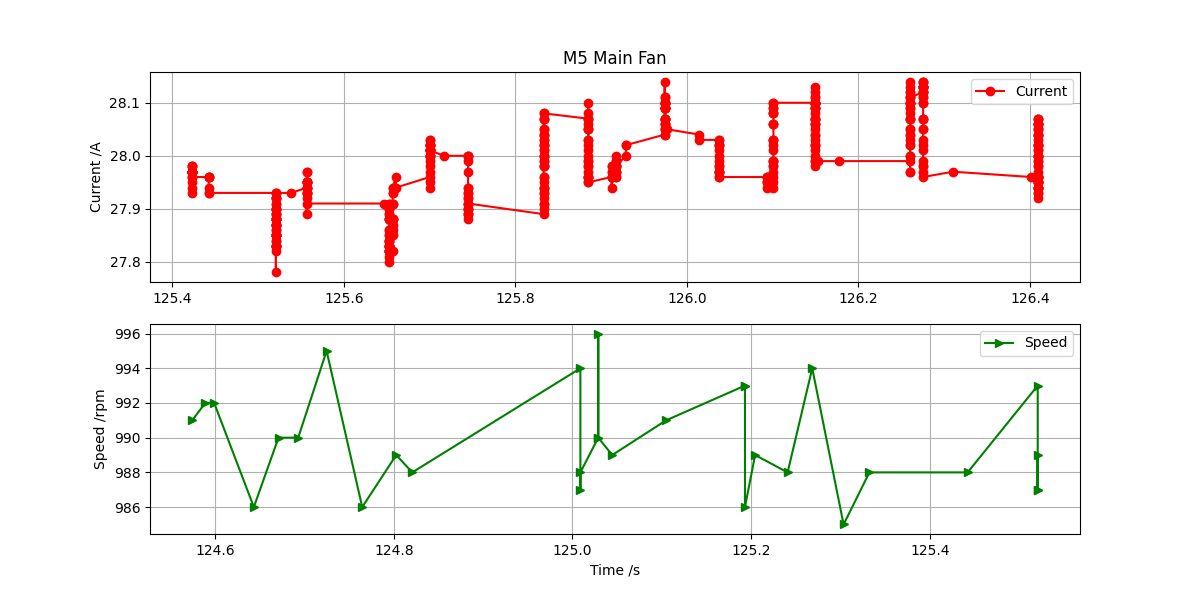 M5 Main Fan
Current /A
28.1
28.0
27.9
27.8
Current
125.4 125.6 125.8 126.0 126.2 126.4
Speed /rpm
996
994
992
990
988
986
Speed
124.6 124.8 125.0 125.2 125.4
Time /s